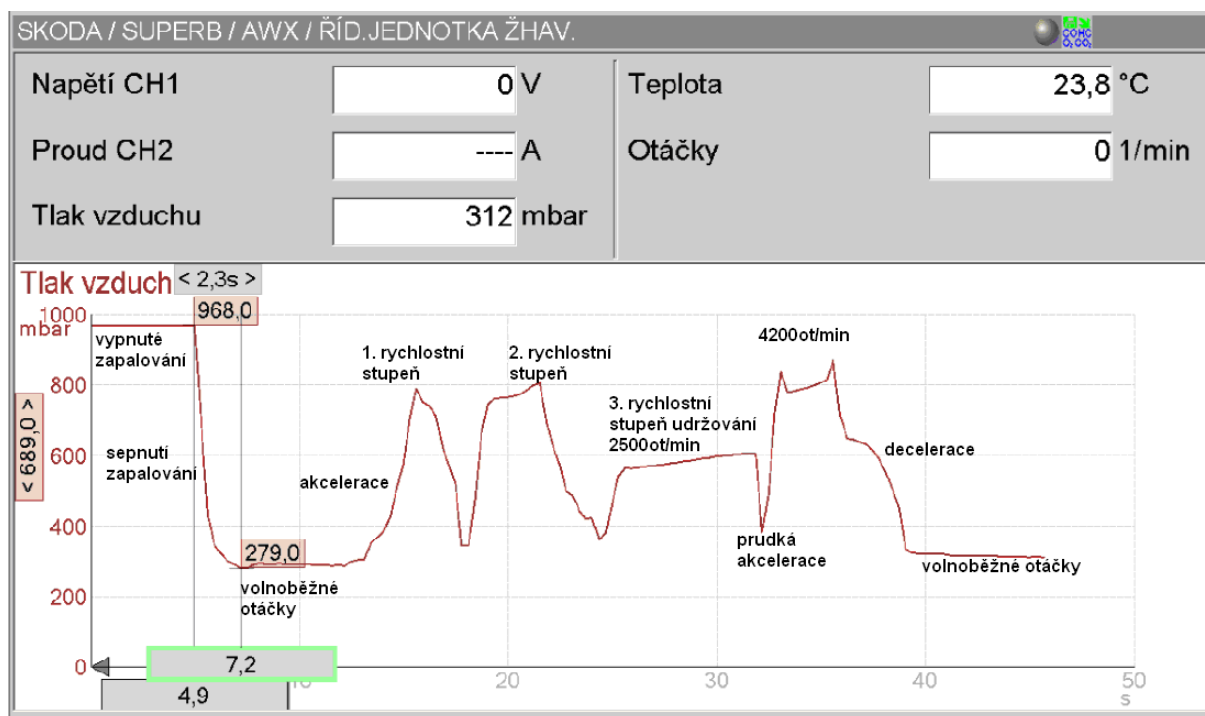 SKODA / SUPERB / AWX / ŘÍD.JEDNOTKA ŽHAV.
COHC
O₂CO₂
Napětí CH1
0 V
Teplota
23,8 °C
Proud CH2
---- A
Otáčky
0 1/min
Tlak vzduchu
312 mbar
Tlak vzduch
< 2,3s >
1000
mbar
968,0
vypnuté
zapalování
1. rychlostní
stupeň
2. rychlostní
stupeň
4200ot/min
800
3. rychlostní
stupeň udržování
2500ot/min
< 689,0 >
600
sepnutí
zapalování
akcelerace
decelerace
400
279,0
prudká
akcelerace
volnoběžné
otáčky
volnoběžné otáčky
200
0
7,2
4,9
10
20
30
40
50
s